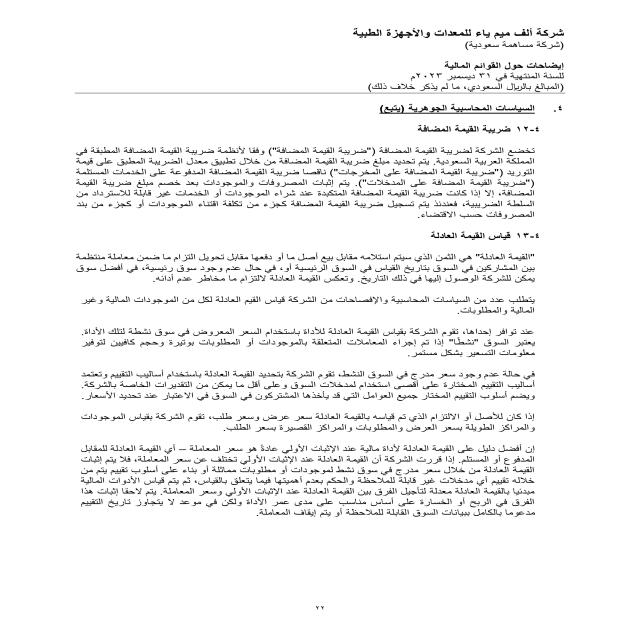 شركة ألف ميم ياء للمعدات والأجهزة الطبية
(شركة مساهمة سعودية)
إيضاحات حول القوائم المالية
للسنة المنتهية في ٣١ ديسمبر ٢٠٢٣م
(المبالغ بالريال السعودي، ما لم يذكر خلاف ذلك)
٤. السياسات المحاسبية الجوهرية (يتبع)
٤-١٢ ضريبة القيمة المضافة
تخضع الشركة لضريبة القيمة المضافة ("ضريبة القيمة المضافة") وفقا لأنظمة ضريبة القيمة المضافة المطبقة في
المملكة العربية السعودية. يتم تحديد مبلغ ضريبة القيمة المضافة من خلال تطبيق معدل الضريبة المطبق على قيمة
التوريد ("ضريبة القيمة المضافة على المخرجات") ناقصا ضريبة القيمة المضافة المدفوعة على الخدمات المستلمة
("ضريبة القيمة المضافة على المدخلات"). يتم إثبات المصروفات والموجودات بعد خصم مبلغ ضريبة القيمة
المضافة، إلا إذا كانت ضريبة القيمة المضافة المتكبدة عند شراء الموجودات أو الخدمات غير قابلة للاسترداد من
السلطة الضريبية، فعندئذ يتم تسجيل ضريبة القيمة المضافة كجزء من تكلفة اقتناء الموجودات أو كجزء من بند
المصروفات حسب الاقتضاء.
٤-١٣ قياس القيمة العادلة
"القيمة العادلة" هي الثمن الذي سيتم استلامه مقابل بيع أصل ما أو دفعها مقابل تحويل التزام ما ضمن معاملة منتظمة
بين المشاركين في السوق بتاريخ القياس في السوق الرئيسية أو، في حال عدم وجود سوق رئيسية، في أفضل سوق
يمكن للشركة الوصول إليها في ذلك التاريخ. وتعكس القيمة العادلة لالتزام ما مخاطر عدم أدائه.
يتطلب عدد من السياسات المحاسبية والإفصاحات من الشركة قياس القيم العادلة لكل من الموجودات المالية وغير
المالية والمطلوبات.
عند توافر إحداها، تقوم الشركة بقياس القيمة العادلة للأداة باستخدام السعر المعروض في سوق نشطة لتلك الأداة.
يعتبر السوق "نشطا" إذا تم إجراء المعاملات المتعلقة بالموجودات أو المطلوبات بوتيرة وحجم كافيين لتوفير
معلومات التسعير بشكل مستمر.
في حالة عدم وجود سعر مدرج في السوق النشط، تقوم الشركة بتحديد القيمة العادلة باستخدام أساليب التقييم وتعتمد
أساليب التقييم المختارة على أقصى استخدام لمدخلات السوق وعلى أقل ما يمكن من التقديرات الخاصة بالشركة.
ويضم أسلوب التقييم المختار جميع العوامل التي قد يأخذها المشتركون في السوق في الاعتبار عند تحديد الأسعار.
إذا كان للأصل أو الالتزام الذي تم قياسه بالقيمة العادلة سعر عرض وسعر طلب، تقوم الشركة بقياس الموجودات
والمراكز الطويلة بسعر العرض والمطلوبات والمراكز القصيرة بسعر الطلب.
إن أفضل دليل على القيمة العادلة لأداة مالية عند الإثبات الأولي عادة هو سعر المعاملة – أي القيمة العادلة للمقابل
المدفوع أو المستلم. إذا قررت الشركة أن القيمة العادلة عند الإثبات الأولي تختلف عن سعر المعاملة، فلا يتم إثبات
القيمة العادلة من خلال سعر مدرج في سوق نشط لموجودات أو مطلوبات مماثلة أو بناء على أسلوب تقييم يتم من
خلاله تقييم أي مدخلات غير قابلة للملاحظة والحكم بعدم أهميتها فيما يتعلق بالقياس، ثم يتم قياس الأدوات المالية
مبدئيا بالقيمة العادلة معدلة لتأجيل الفرق بين القيمة العادلة عند الإثبات الأولي وسعر المعاملة. يتم لاحقا إثبات هذا
الفرق في الربح أو الخسارة على أساس مناسب على مدى عمر الأداة ولكن في موعد لا يتجاوز تاريخ التقييم
مدعوما بالكامل ببيانات السوق القابلة للملاحظة أو يتم إيقاف المعاملة.
٢٢